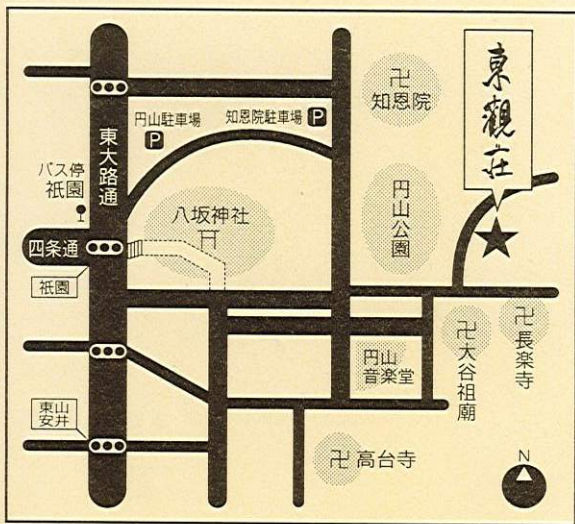 東觀荘
卍
知恩院
円山駐車場
P
知恩院駐車場 P
東大路通
バス停
祇園
八坂神社
円山公園
四条通
祇園
円山
音楽堂
卍大谷祖廟
卍長楽寺
東山
安井
卍 高台寺
N